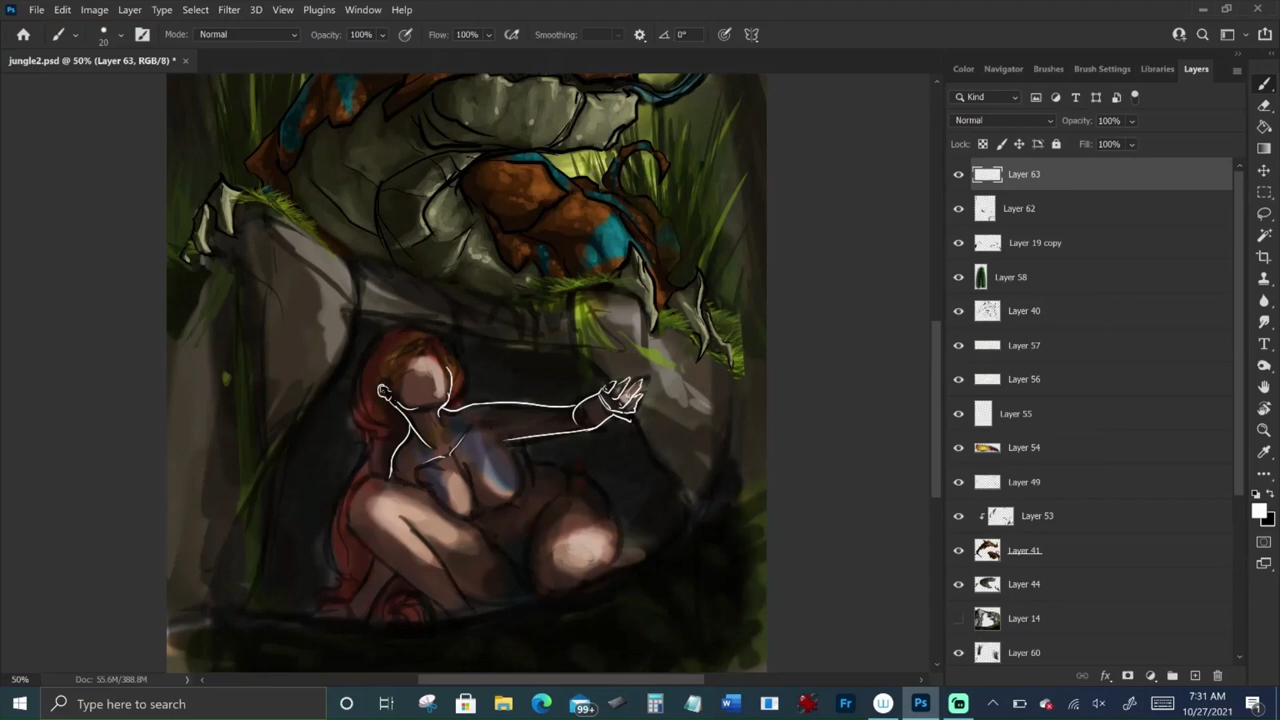 File Edit Image Layer Type Select Filter 3D View Plugins Window Help
20 Mode: Normal Opacity: 100% Flow: 100% Smoothing: 0°
jungle2.psd @ 50% (Layer 63, RGB/8) *
Color Navigator Brushes Brush Settings Libraries Layers
Kind
Normal Opacity: 100%
Lock: Fill: 100%
Layer 63
Layer 62
Layer 19 copy
Layer 58
Layer 40
Layer 57
Layer 56
Layer 55
Layer 54
Layer 49
Layer 53
Layer 41
Layer 44
Layer 14
Layer 60
50% Doc: 55.6M/388.8M
Type here to search
99+
Fr
Ps
7:31 AM
10/27/2021